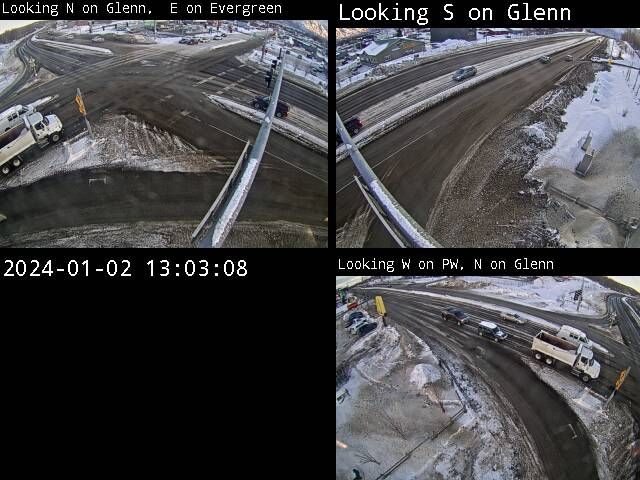 Looking N on Glenn, E on Evergreen
Looking S on Glenn
2024-01-02 13:03:08
Looking W on PW, N on Glenn